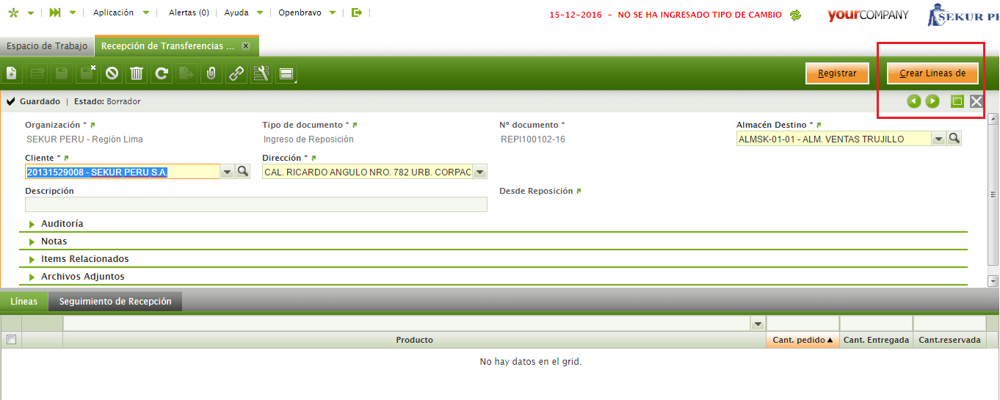 Aplicación Alertas (0) Ayuda Openbravo 15-12-2016 - NO SE HA INGRESADO TIPO DE CAMBIO yourCOMPANY SEKUR PE
Espacio de Trabajo Recepción de Transferencias ...
Registrar Crear Lineas de
Guardado | Estado: Borrador
Organización * Tipo de documento * Nº documento * Almacén Destino *
SEKUR PERU - Región Lima Ingreso de Reposición REPI100102-16 ALMSK-01-01 - ALM. VENTAS TRUJILLO
Cliente * Dirección *
20131529008 - SEKUR PERU S.A. CAL. RICARDO ANGULO NRO. 782 URB. CORPAC
Descripción Desde Reposición
Auditoría
Notas
Items Relacionados
Archivos Adjuntos
Líneas Seguimiento de Recepción
Producto Cant. pedido Cant. Entregada Cant.reservada
No hay datos en el grid.